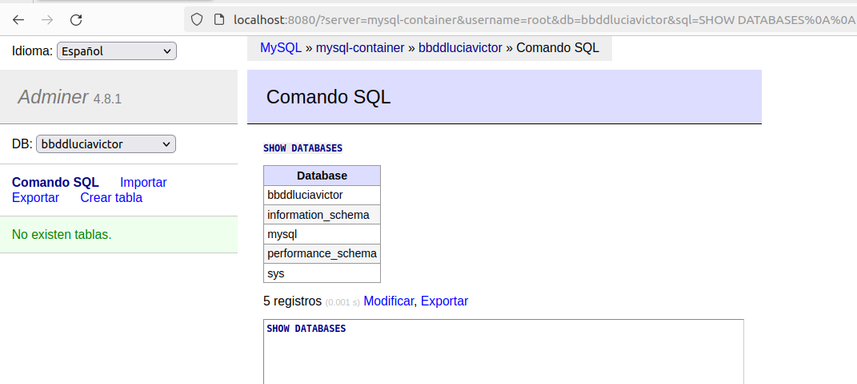 localhost:8080/?server=mysql-container&username=root&db=bbddluciavictor&sql=SHOW DATABASES%0A%0A
Idioma: Español
MySQL » mysql-container » bbddluciavictor » Comando SQL
Adminer 4.8.1
Comando SQL
DB: bbddluciavictor
SHOW DATABASES
Comando SQL Importar
Exportar Crear tabla
No existen tablas.
Database
bbddluciavictor
information_schema
mysql
performance_schema
sys
5 registros (0.001 s) Modificar, Exportar
SHOW DATABASES